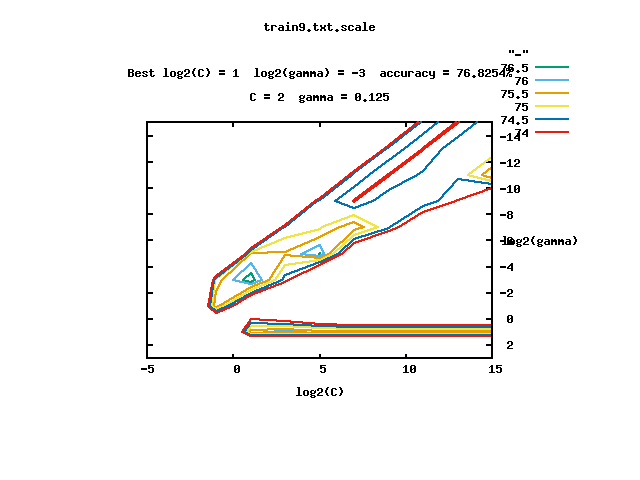 train9.txt.scale
"-"
Best log2(C) = 1  log2(gamma) = -3  accuracy = 76.8254%
76.5
76
C = 2  gamma = 0.125
75.5
75
74.5
74
-14
-12
-10
-8
-6
log2(gamma)
-4
-2
0
2
-5 0 5 10 15
log2(C)